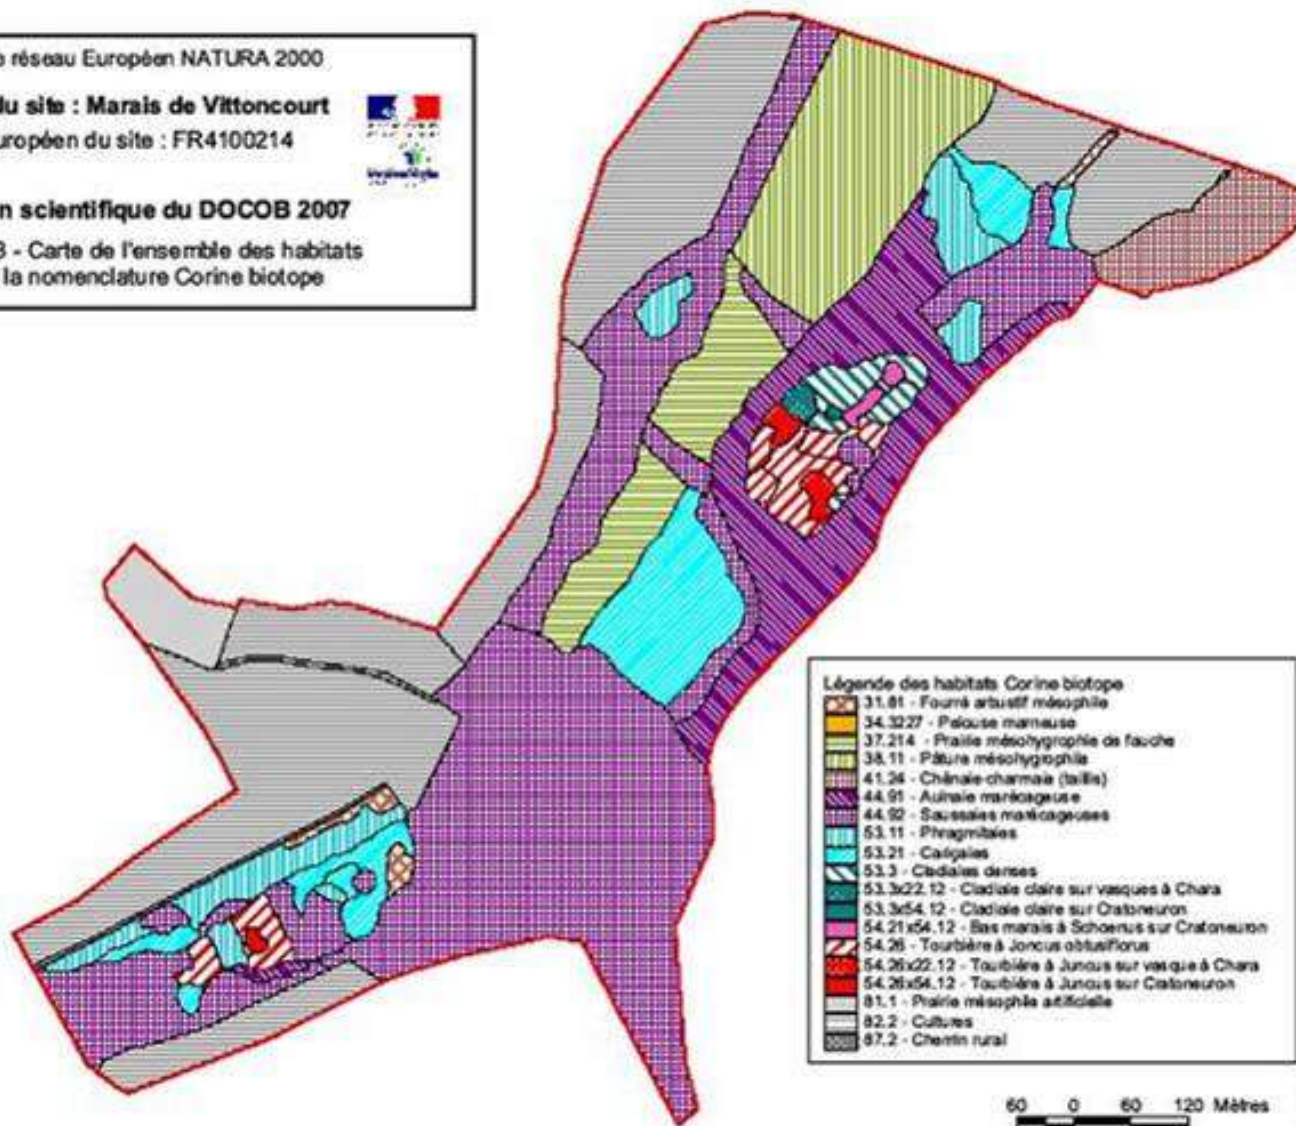 e réseau Européen NATURA 2000
du site : Marais de Vittoncourt
uropéen du site : FR4100214
n scientifique du DOCOB 2007
3 - Carte de l'ensemble des habitats
la nomenclature Corine biotope
Légende des habitats Corine biotope
31.81 - Fourré arbustif mésophile
34.3227 - Pelouse marneuse
37.214 - Prairie mésohygrophile de fauche
38.11 - Pâture mésohygrophile
41.24 - Chênaie-charmaie (taillis)
44.91 - Aulnaie marécageuse
44.92 - Saussaies marécageuses
53.11 - Phragmitaies
53.21 - Cariçaies
53.3 - Cladiaies denses
53.3x22.12 - Cladiaie claire sur vasques à Chara
53.3x54.12 - Cladiaie claire sur Cratoneuron
54.21x54.12 - Bas marais à Schoenus sur Cratoneuron
54.26 - Tourbière à Joncus obtusiflorus
54.26x22.12 - Tourbière à Juncus sur vasque à Chara
54.26x54.12 - Tourbière à Juncus sur Cratoneuron
81.1 - Prairie mésophile artificielle
82.2 - Cultures
87.2 - Chemin rural
60 0 60 120 Mètres